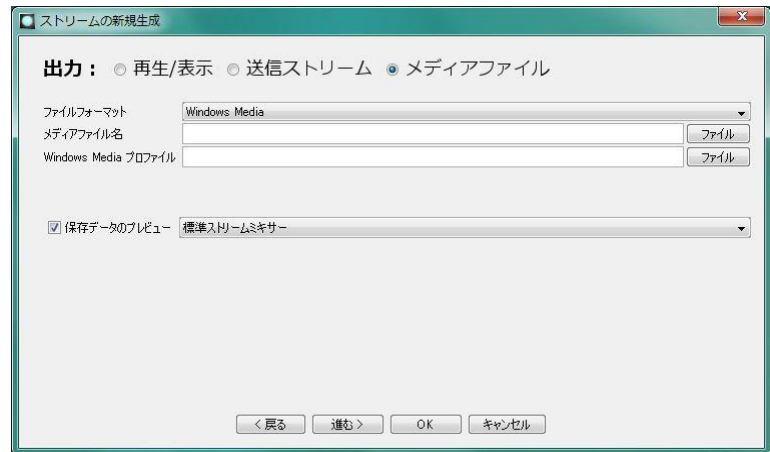 ストリームの新規生成
出力： 再生/表示 送信ストリーム メディアファイル
ファイルフォーマット Windows Media
メディアファイル名 ファイル
Windows Media プロファイル ファイル
保存データのプレビュー 標準ストリームミキサー
＜戻る 進む＞ OK キャンセル